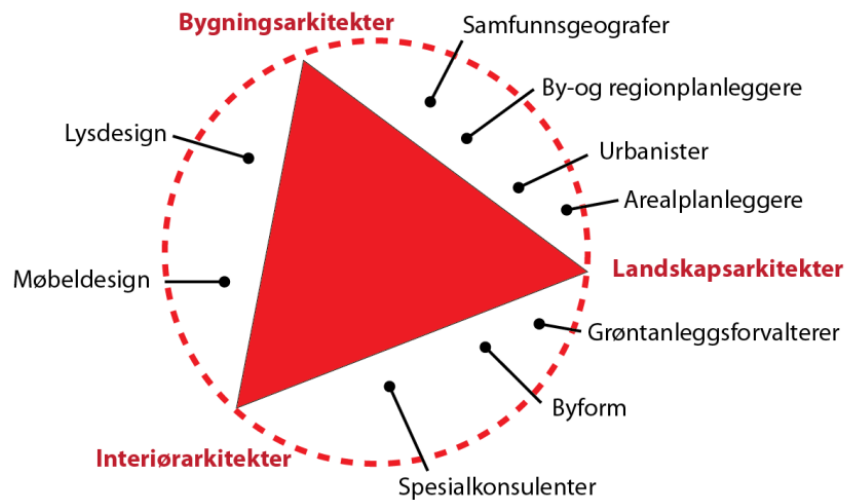 Bygningsarkitekter
Samfunnsgeografer
By-og regionplanleggere
Lysdesign
Urbanister
Arealplanleggere
Landskapsarkitekter
Møbeldesign
Grøntanleggsforvalterer
Byform
Interiørarkitekter
Spesialkonsulenter